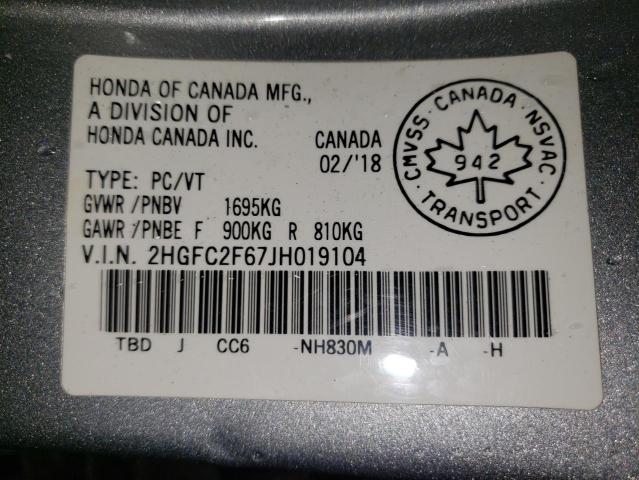 HONDA OF CANADA MFG.,
A DIVISION OF
HONDA CANADA INC. CANADA
02/'18
TYPE: PC/VT
GVWR /PNBV 1695KG
GAWR /PNBE F 900KG R 810KG
V.I.N. 2HGFC2F67JH019104
TBD J CC6 -NH830M -A -H
CMVSS · CANADA · NSVAC
942
· TRANSPORT ·